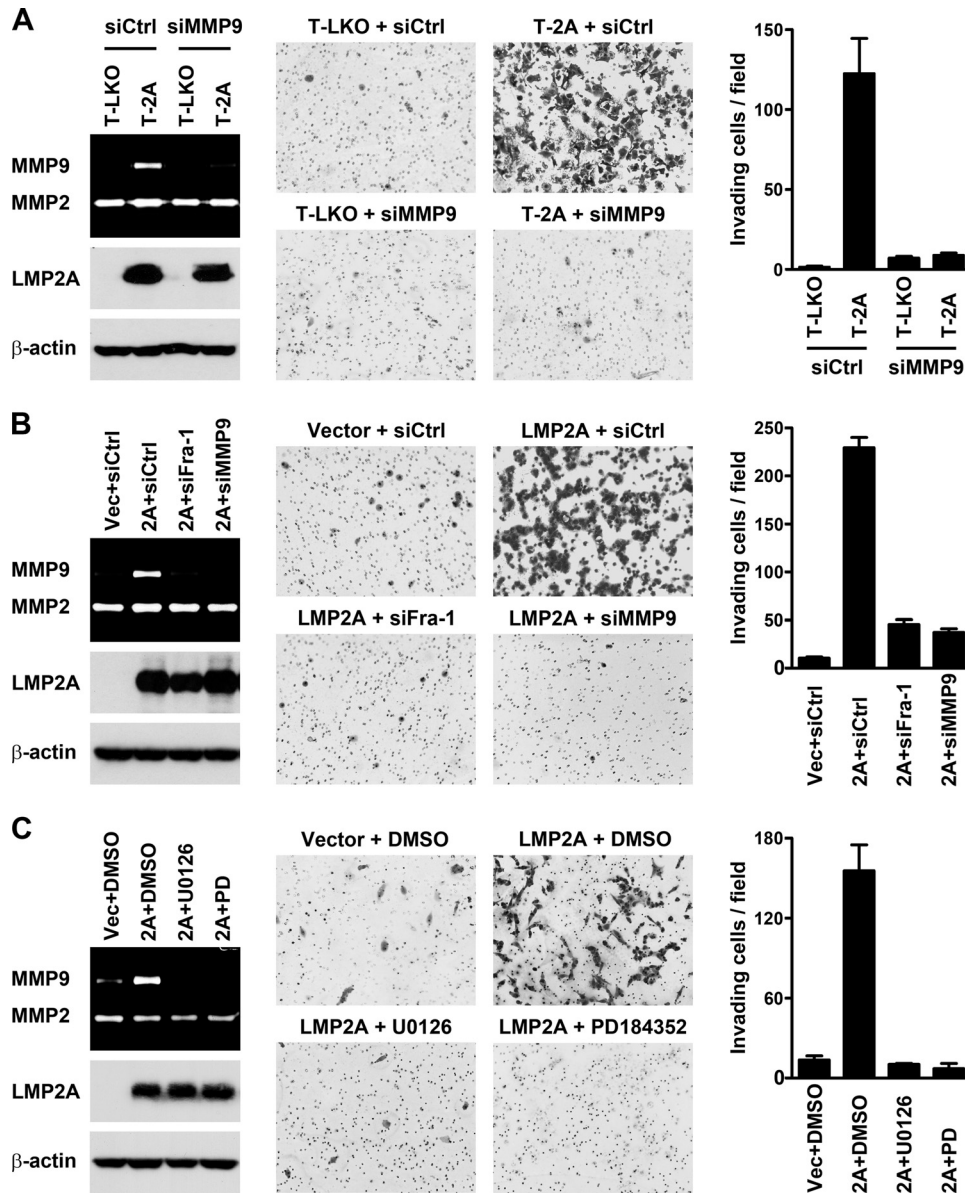 A
siCtrl siMMP9
T-LKO T-2A T-LKO T-2A
MMP9
MMP2
LMP2A
β-actin
T-LKO + siCtrl
T-2A + siCtrl
T-LKO + siMMP9
T-2A + siMMP9
Invading cells / field
150
100
50
0
T-LKO T-2A T-LKO T-2A
siCtrl siMMP9
B
Vec+siCtrl
2A+siCtrl
2A+siFra-1
2A+siMMP9
MMP9
MMP2
LMP2A
β-actin
Vector + siCtrl
LMP2A + siCtrl
LMP2A + siFra-1
LMP2A + siMMP9
Invading cells / field
250
200
150
100
50
0
Vec+siCtrl
2A+siCtrl
2A+siFra-1
2A+siMMP9
C
Vec+DMSO
2A+DMSO
2A+U0126
2A+PD
MMP9
MMP2
LMP2A
β-actin
Vector + DMSO
LMP2A + DMSO
LMP2A + U0126
LMP2A + PD184352
Invading cells / field
180
120
60
0
Vec+DMSO
2A+DMSO
2A+U0126
2A+PD